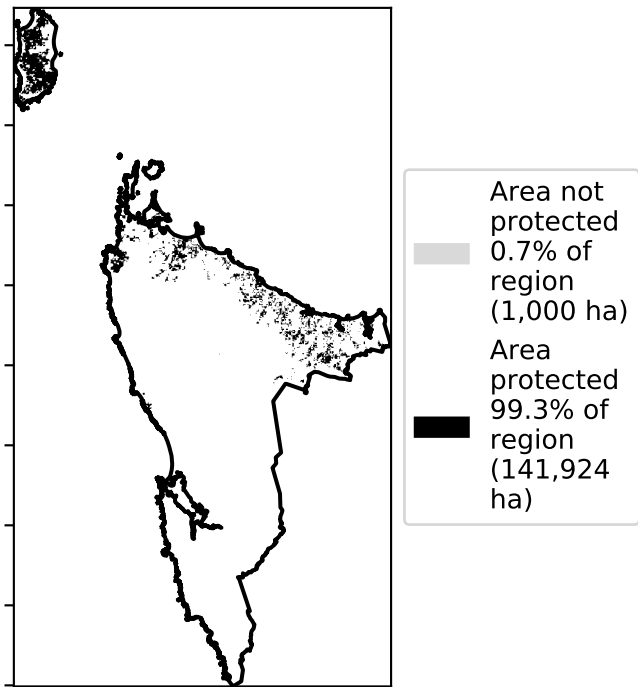 Area not
protected
0.7% of
region
(1,000 ha)
Area
protected
99.3% of
region
(141,924
ha)